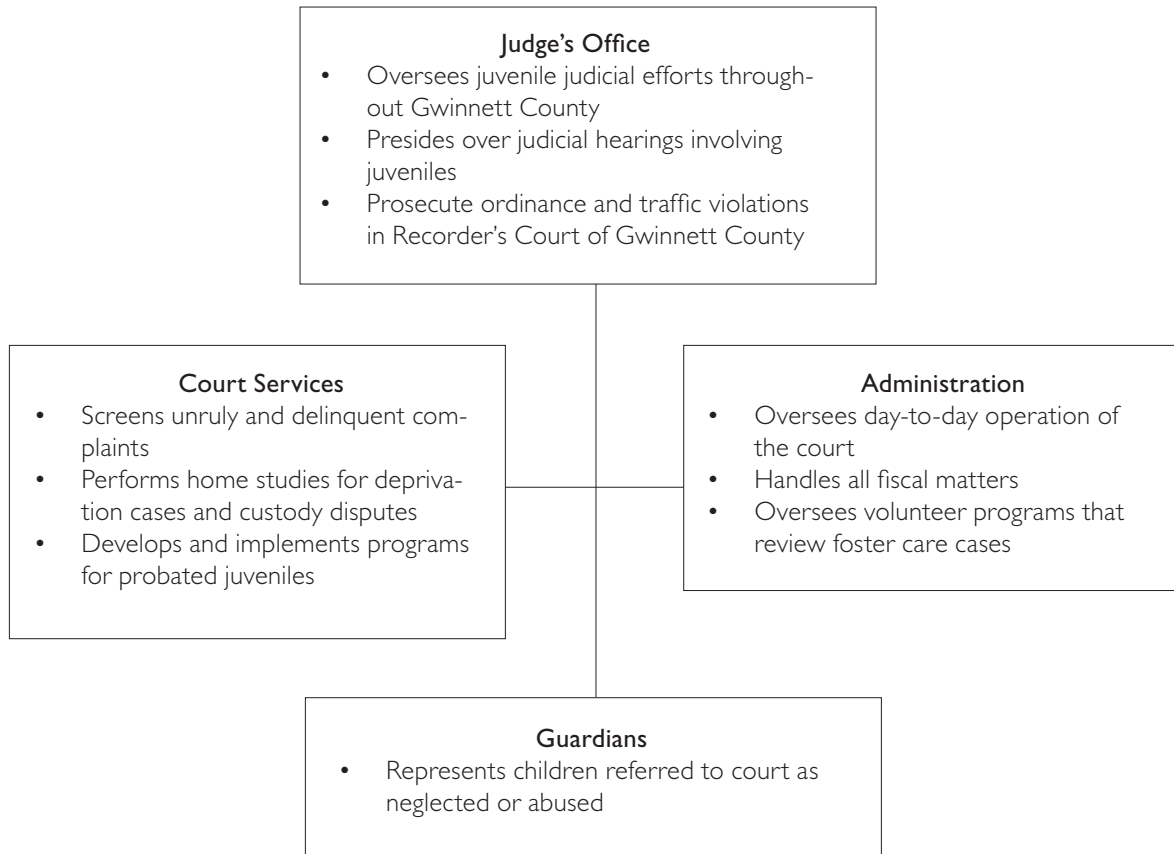 Judge's Office
• Oversees juvenile judicial efforts through-
out Gwinnett County
• Presides over judicial hearings involving
juveniles
• Prosecute ordinance and traffic violations
in Recorder's Court of Gwinnett County
Court Services
• Screens unruly and delinquent com-
plaints
• Performs home studies for depriva-
tion cases and custody disputes
• Develops and implements programs
for probated juveniles
Administration
• Oversees day-to-day operation of
the court
• Handles all fiscal matters
• Oversees volunteer programs that
review foster care cases
Guardians
• Represents children referred to court as
neglected or abused